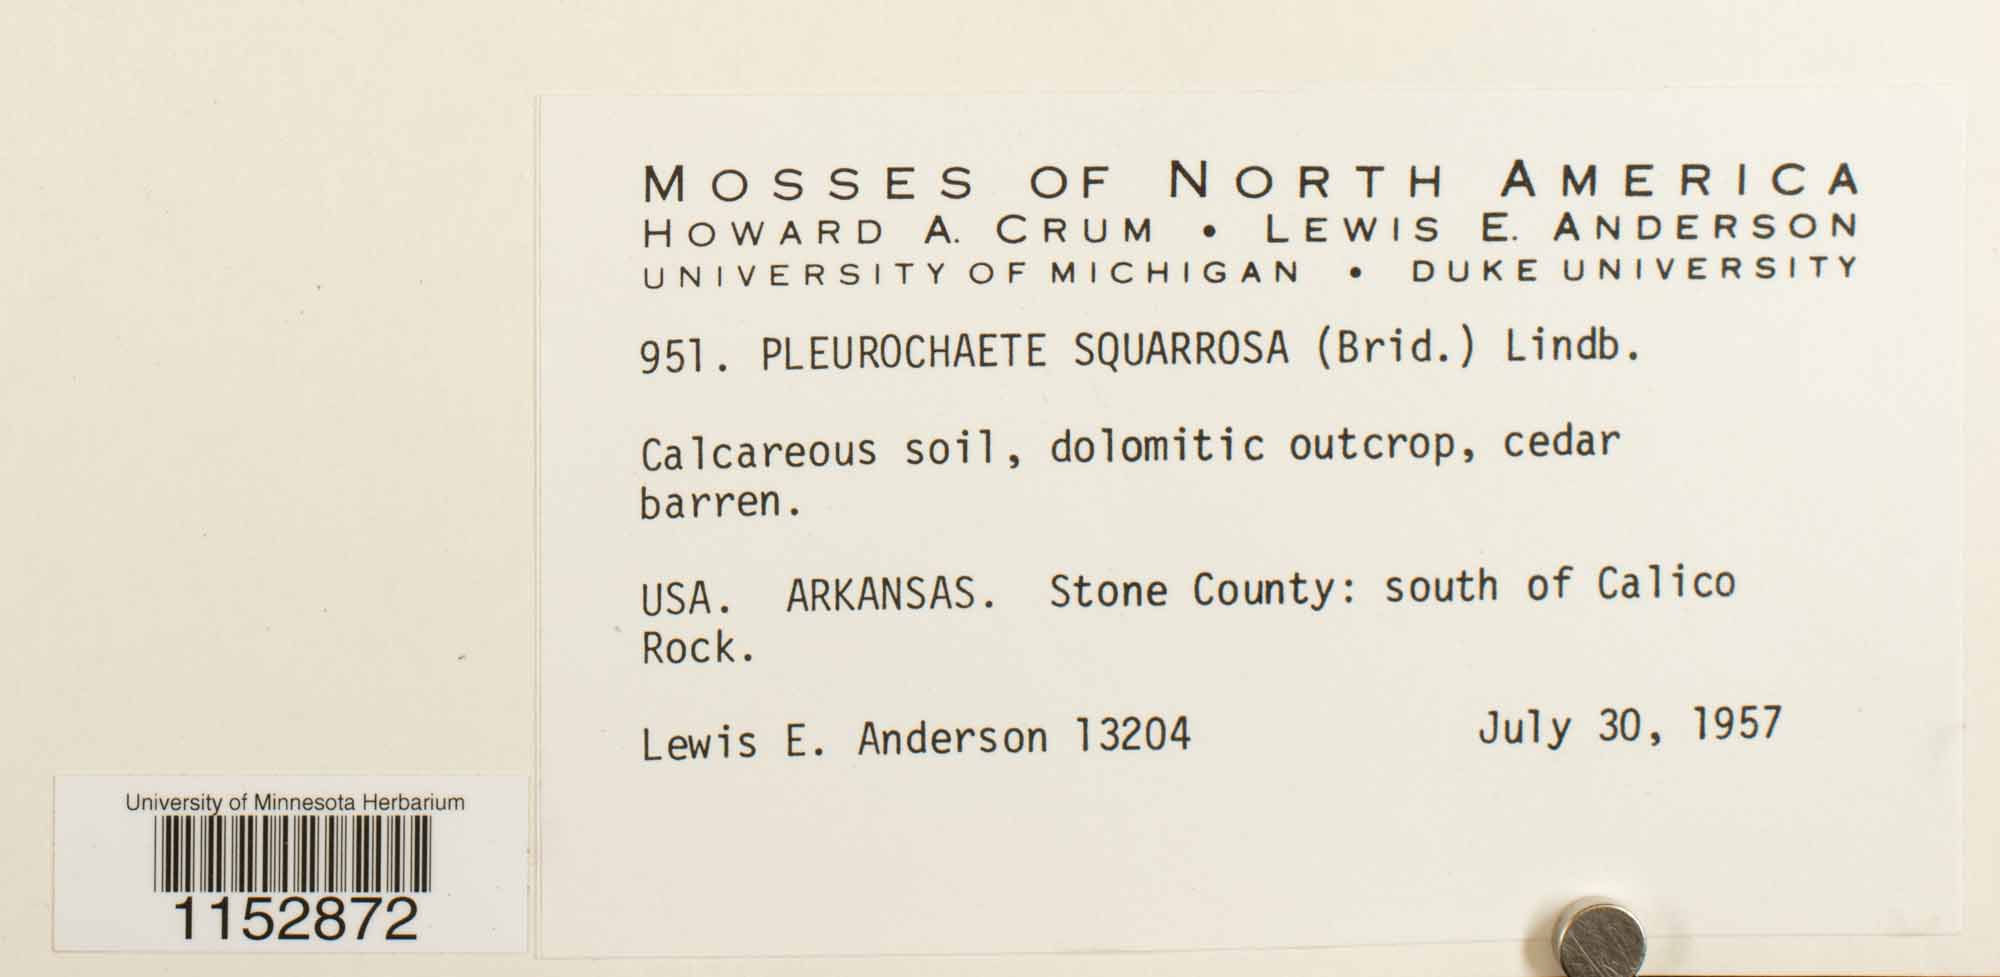 MOSSES OF NORTH AMERICA
HOWARD A. CRUM • LEWIS E. ANDERSON
UNIVERSITY OF MICHIGAN • DUKE UNIVERSITY
951. PLEUROCHAETE SQUARROSA (Brid.) Lindb.
Calcareous soil, dolomitic outcrop, cedar
barren.
USA. ARKANSAS. Stone County: south of Calico
Rock.
Lewis E. Anderson 13204 July 30, 1957
University of Minnesota Herbarium
1152872